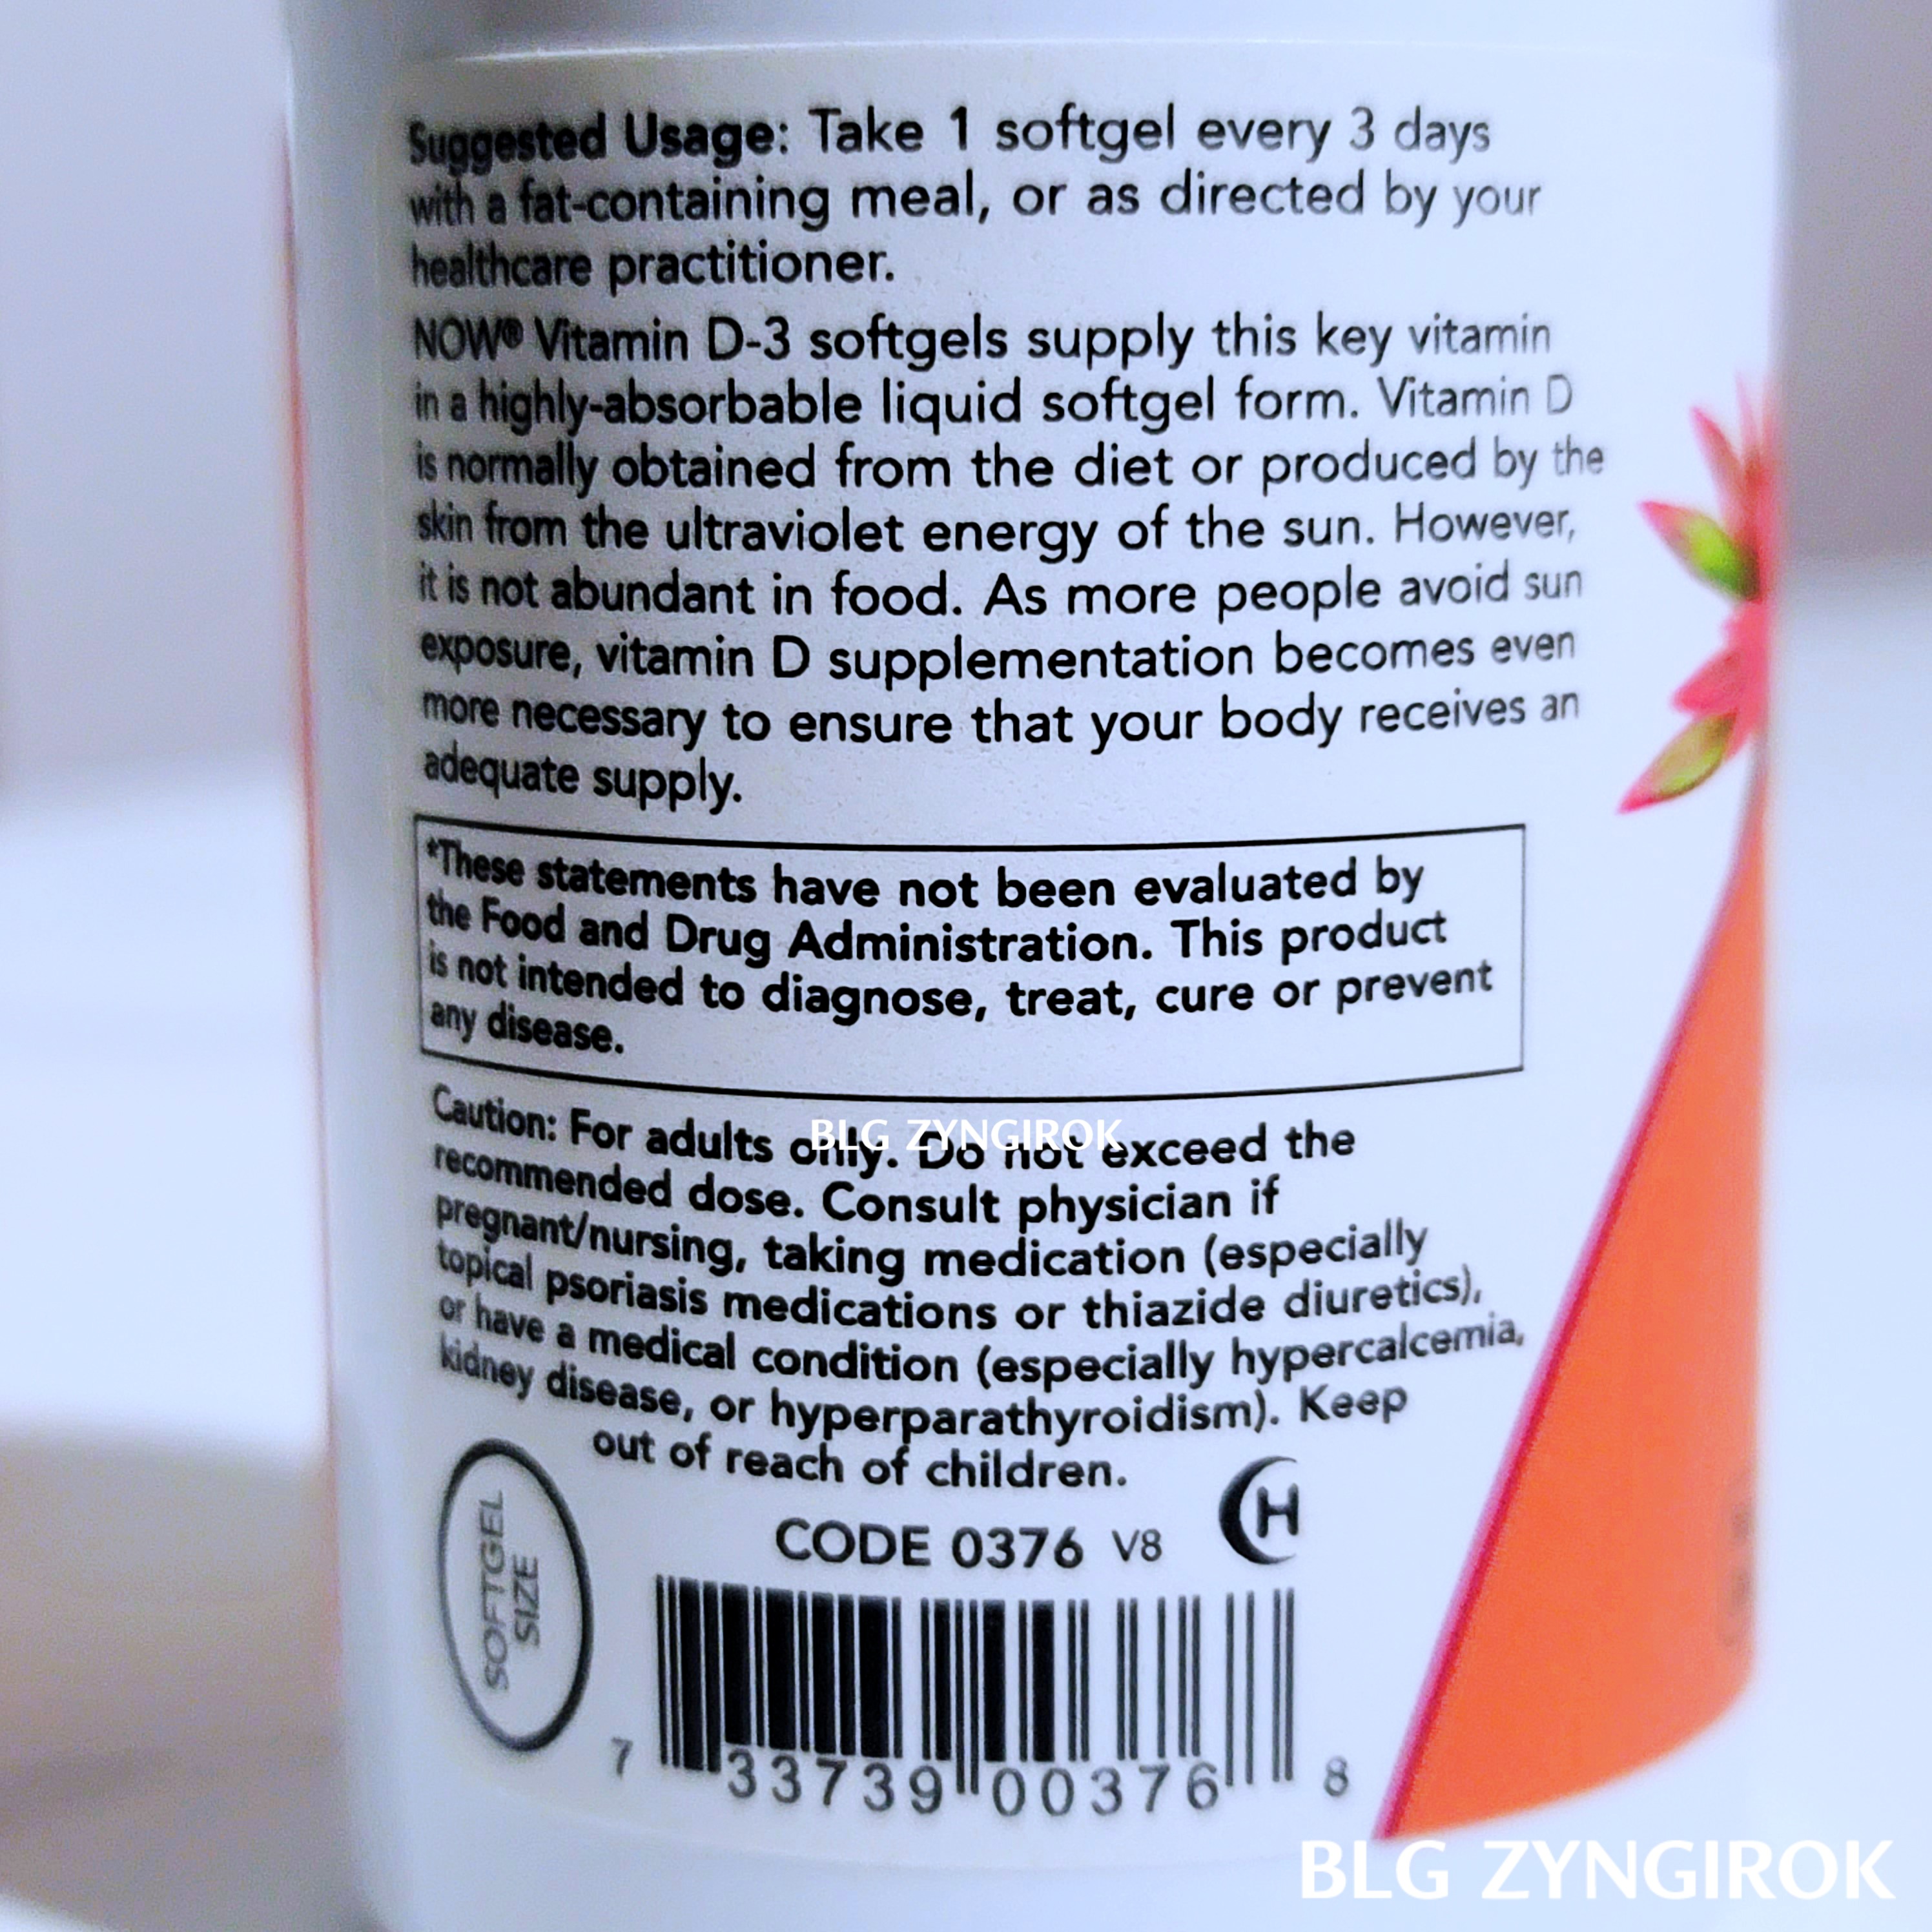 Suggested Usage: Take 1 softgel every 3 days
with a fat-containing meal, or as directed by your
healthcare practitioner.
NOW® Vitamin D-3 softgels supply this key vitamin
in a highly-absorbable liquid softgel form. Vitamin D
is normally obtained from the diet or produced by the
skin from the ultraviolet energy of the sun. However,
it is not abundant in food. As more people avoid sun
exposure, vitamin D supplementation becomes even
more necessary to ensure that your body receives an
adequate supply.
*These statements have not been evaluated by
the Food and Drug Administration. This product
is not intended to diagnose, treat, cure or prevent
any disease.
Caution: For adults only. Do not exceed the
BLG ZYNGIROK
recommended dose. Consult physician if
pregnant/nursing, taking medication (especially
topical psoriasis medications or thiazide diuretics),
or have a medical condition (especially hypercalcemia,
kidney disease, or hyperparathyroidism). Keep
out of reach of children.
SOFTGEL
SIZE
CODE 0376 V8
H
7 33739 00376 8
BLG ZYNGIROK